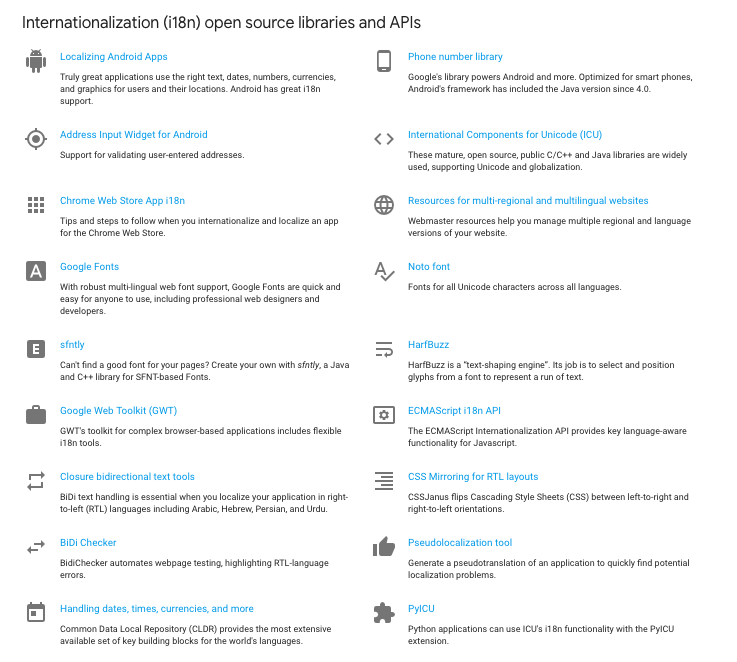 Internationalization (i18n) open source libraries and APIs
Localizing Android Apps
Truly great applications use the right text, dates, numbers, currencies,
and graphics for users and their locations. Android has great i18n
support.
Phone number library
Google's library powers Android and more. Optimized for smart phones,
Android's framework has included the Java version since 4.0.
Address Input Widget for Android
Support for validating user-entered addresses.
International Components for Unicode (ICU)
These mature, open source, public C/C++ and Java libraries are widely
used, supporting Unicode and globalization.
Chrome Web Store App i18n
Tips and steps to follow when you internationalize and localize an app
for the Chrome Web Store.
Resources for multi-regional and multilingual websites
Webmaster resources help you manage multiple regional and language
versions of your website.
A
Google Fonts
With robust multi-lingual web font support, Google Fonts are quick and
easy for anyone to use, including professional web designers and
developers.
A
Noto font
Fonts for all Unicode characters across all languages.
E
sfntly
Can't find a good font for your pages? Create your own with sfntly, a Java
and C++ library for SFNT-based Fonts.
HarfBuzz
HarfBuzz is a “text-shaping engine”. Its job is to select and position
glyphs from a font to represent a run of text.
Google Web Toolkit (GWT)
GWT's toolkit for complex browser-based applications includes flexible
i18n tools.
ECMAScript i18n API
The ECMAScript Internationalization API provides key language-aware
functionality for Javascript.
Closure bidirectional text tools
BiDi text handling is essential when you localize your application in right-
to-left (RTL) languages including Arabic, Hebrew, Persian, and Urdu.
CSS Mirroring for RTL layouts
CSSJanus flips Cascading Style Sheets (CSS) between left-to-right and
right-to-left orientations.
BiDi Checker
BidiChecker automates webpage testing, highlighting RTL-language
errors.
Pseudolocalization tool
Generate a pseudotranslation of an application to quickly find potential
localization problems.
Handling dates, times, currencies, and more
Common Data Local Repository (CLDR) provides the most extensive
available set of key building blocks for the world's languages.
PyICU
Python applications can use ICU's i18n functionality with the PyICU
extension.